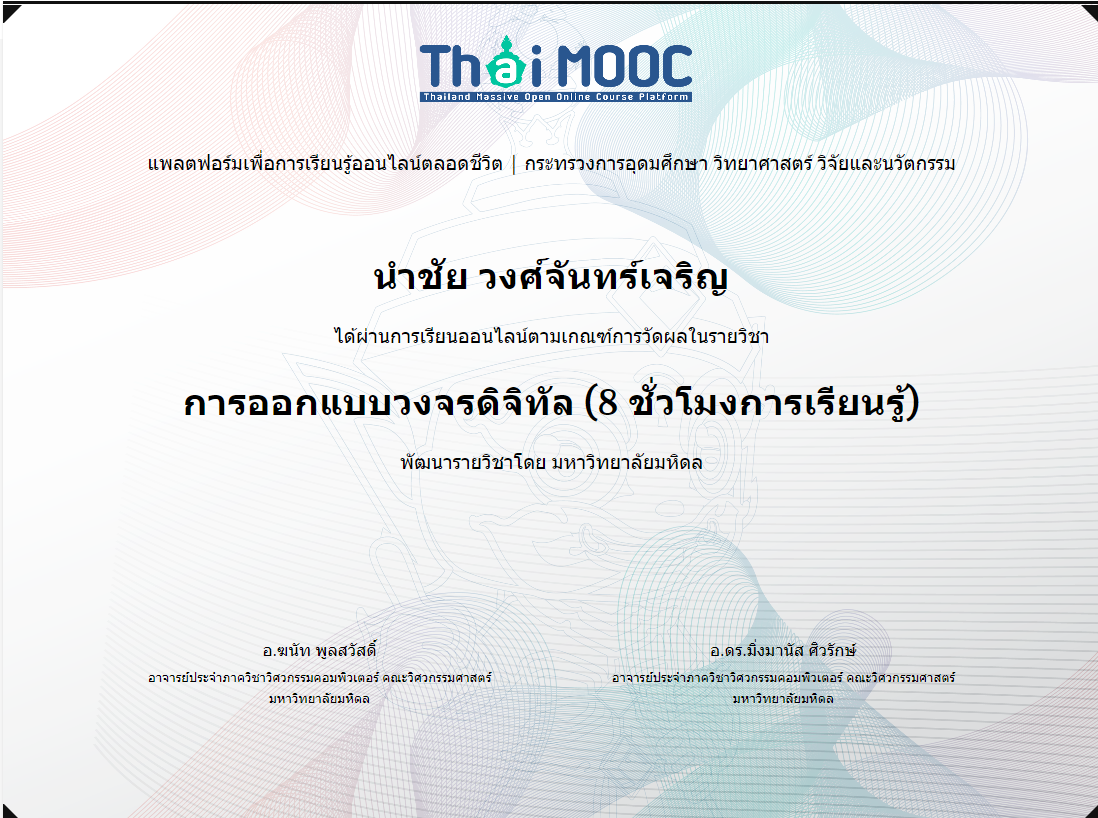 Thai MOOC
Thailand Massive Open Online Course Platform
แพลตฟอร์มเพื่อการเรียนรู้ออนไลน์ตลอดชีวิต | กระทรวงการอุดมศึกษา วิทยาศาสตร์ วิจัยและนวัตกรรม
นำชัย วงศ์จันทร์เจริญ
ได้ผ่านการเรียนออนไลน์ตามเกณฑ์การวัดผลในรายวิชา
การออกแบบวงจรดิจิทัล (8 ชั่วโมงการเรียนรู้)
พัฒนารายวิชาโดย มหาวิทยาลัยมหิดล
อ.ฆนัท พูลสวัสดิ์
อาจารย์ประจำภาควิชาวิศวกรรมคอมพิวเตอร์ คณะวิศวกรรมศาสตร์
มหาวิทยาลัยมหิดล
อ.ดร.มิ่งมานัส ศิวรักษ์
อาจารย์ประจำภาควิชาวิศวกรรมคอมพิวเตอร์ คณะวิศวกรรมศาสตร์
มหาวิทยาลัยมหิดล